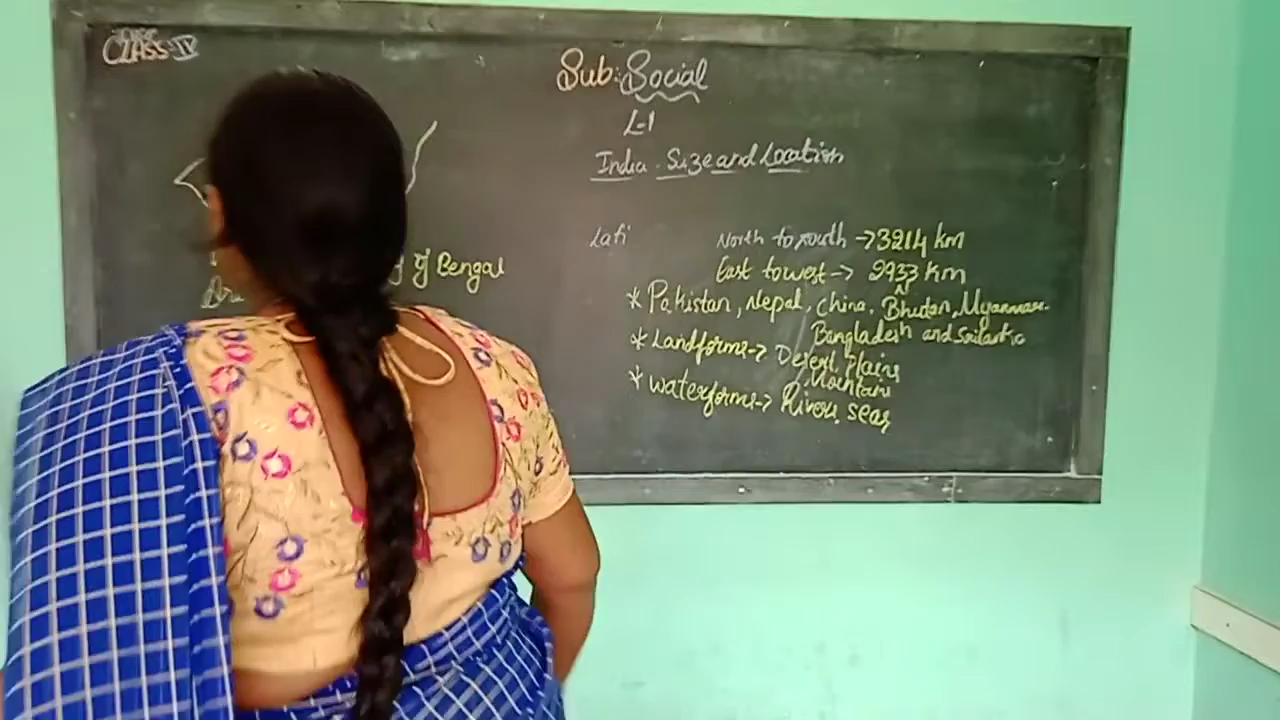 CLASS: IV
Sub: Social
L-1
India - Size and Location
Lati
North to south → 3214 km
East to west → 2933 km
N
* Pakistan, Nepal, China, Bhutan, Myanmar.
Bangladesh and Srilanka
* Landforms → Desert, Plains
, Mountains
* waterforms → Rivers, seas
of Bengal